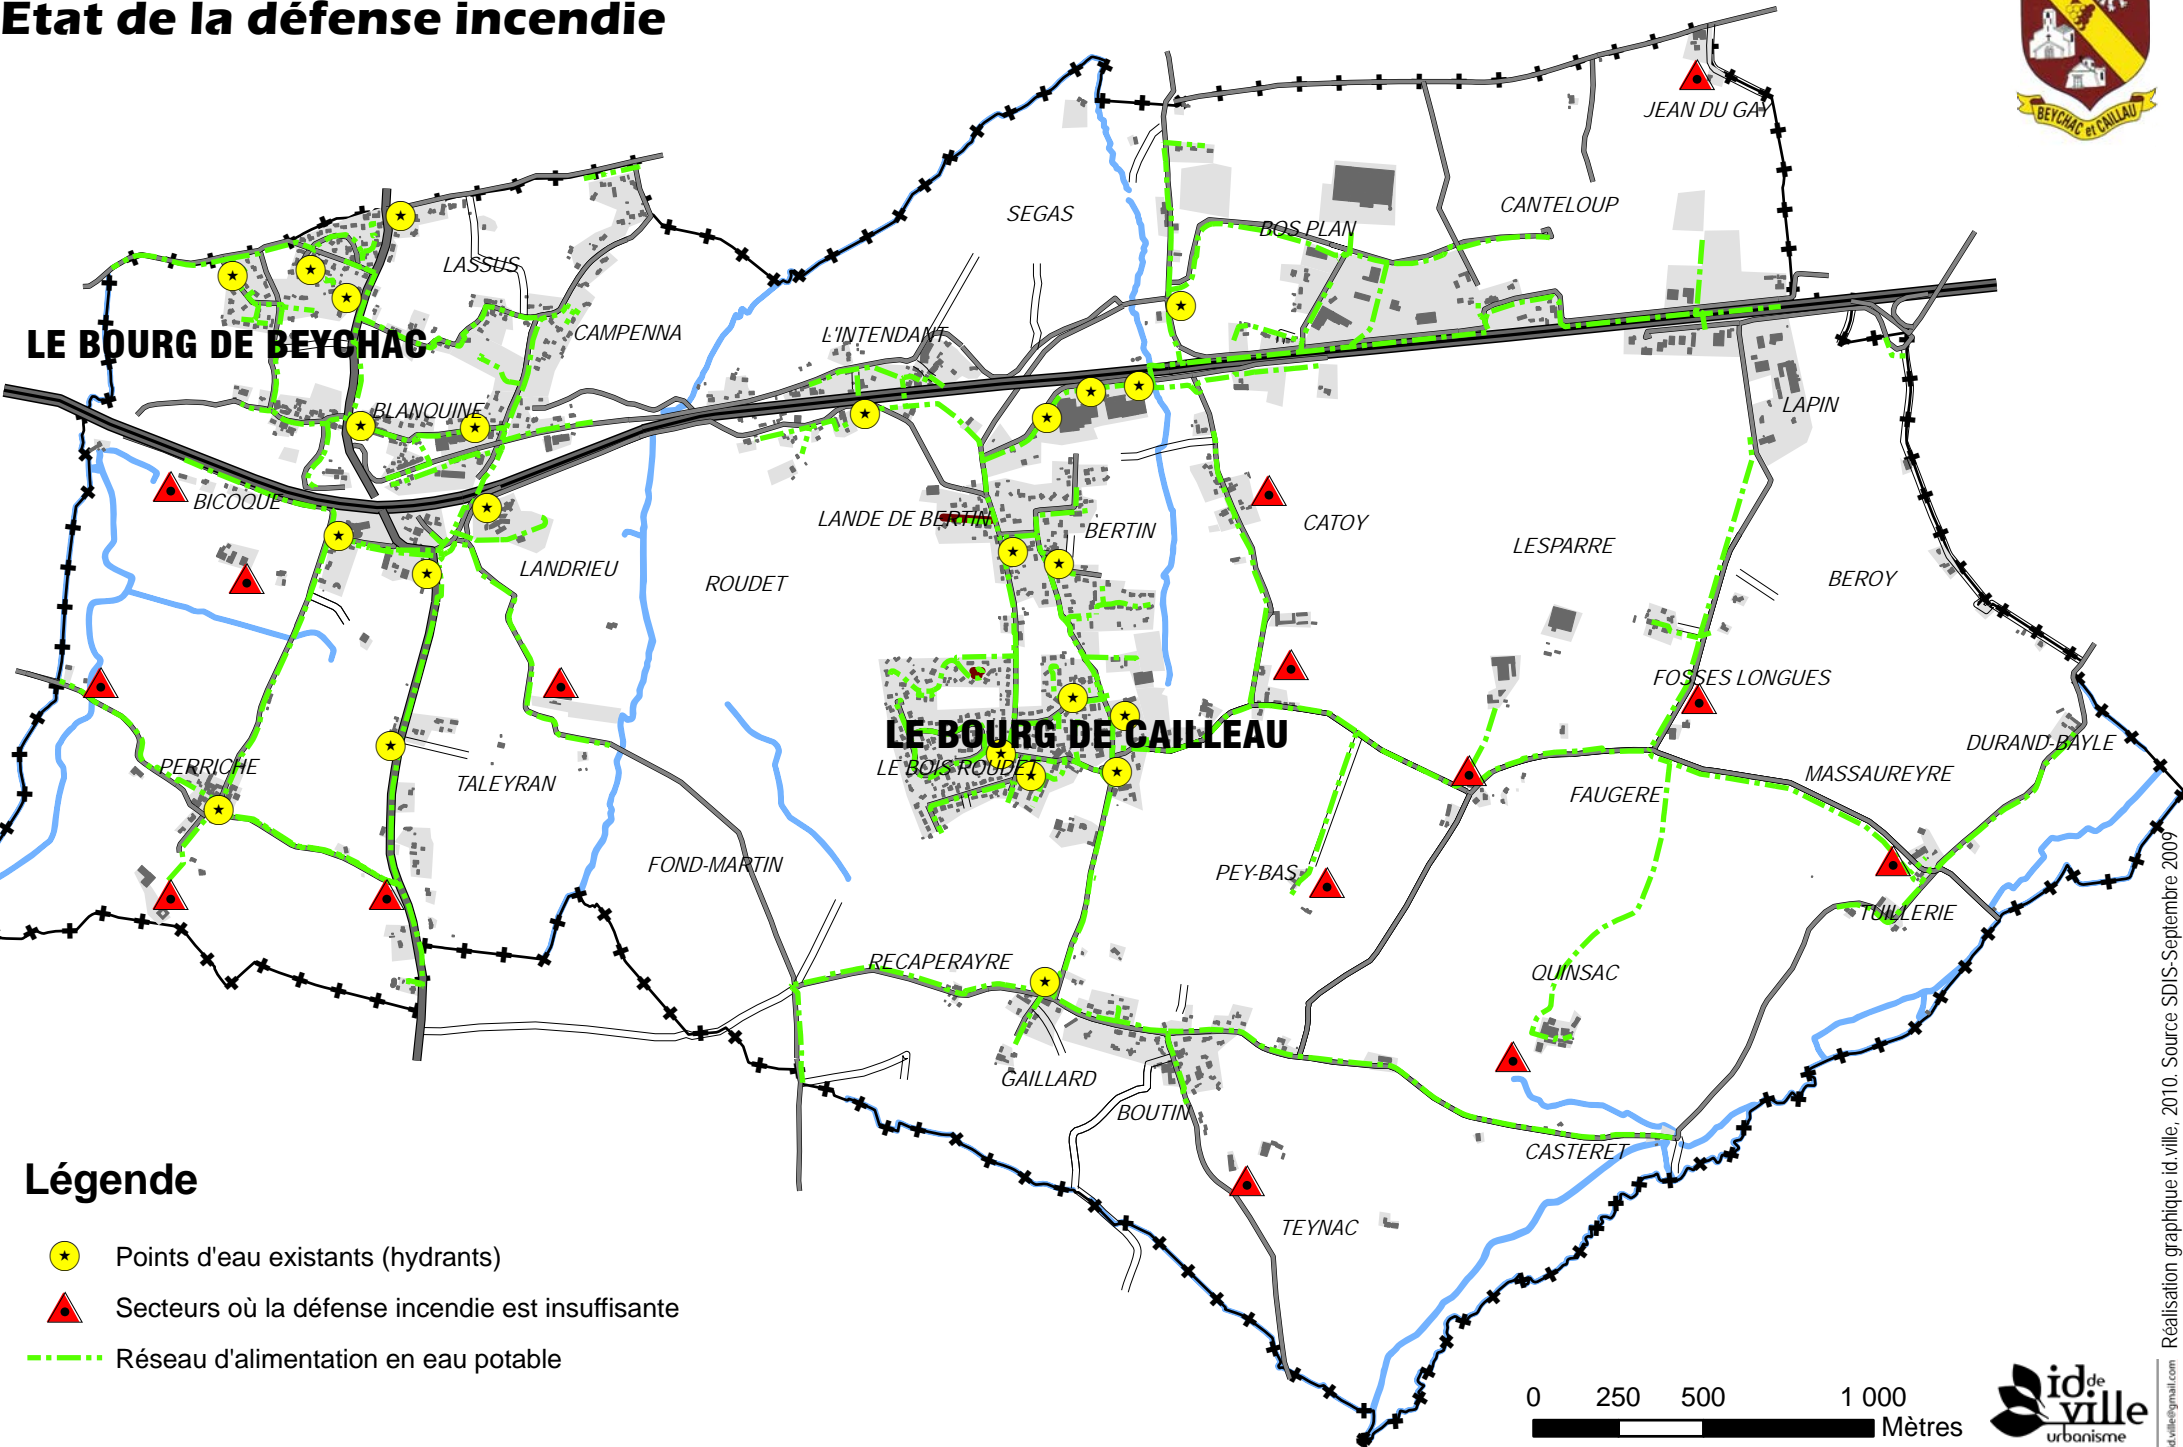 Etat de la défense incendie
BEYCHAC et CAILLAU
JEAN DU GAY
CANTELOUP
SEGAS
BOS PLAN
LASSUS
CAMPENNA
L'INTENDANT
LE BOURG DE BEYCHAC
BLANQUINE
LAPIN
BICOQUE
LANDE DE BERTIN
BERTIN
CATOY
LESPARRE
LANDRIEU
ROUDET
BEROY
FOSSES LONGUES
LE BOURG DE CAILLEAU
DURAND-BAYLE
PERRICHE
LE BOIS ROUDET
MASSAUREYRE
TALEYRAN
FAUGERE
FOND-MARTIN
PEY-BAS
TUILLERIE
RECAPERAYRE
QUINSAC
GAILLARD
BOUTIN
CASTERET
TEYNAC
Légende
Points d'eau existants (hydrants)
Secteurs où la défense incendie est insuffisante
Réseau d'alimentation en eau potable
0 250 500 1 000
Mètres
id de
ville
urbanisme
id.ville@gmail.com
Réalisation graphique id.ville, 2010. Source SDIS-Septembre 2009